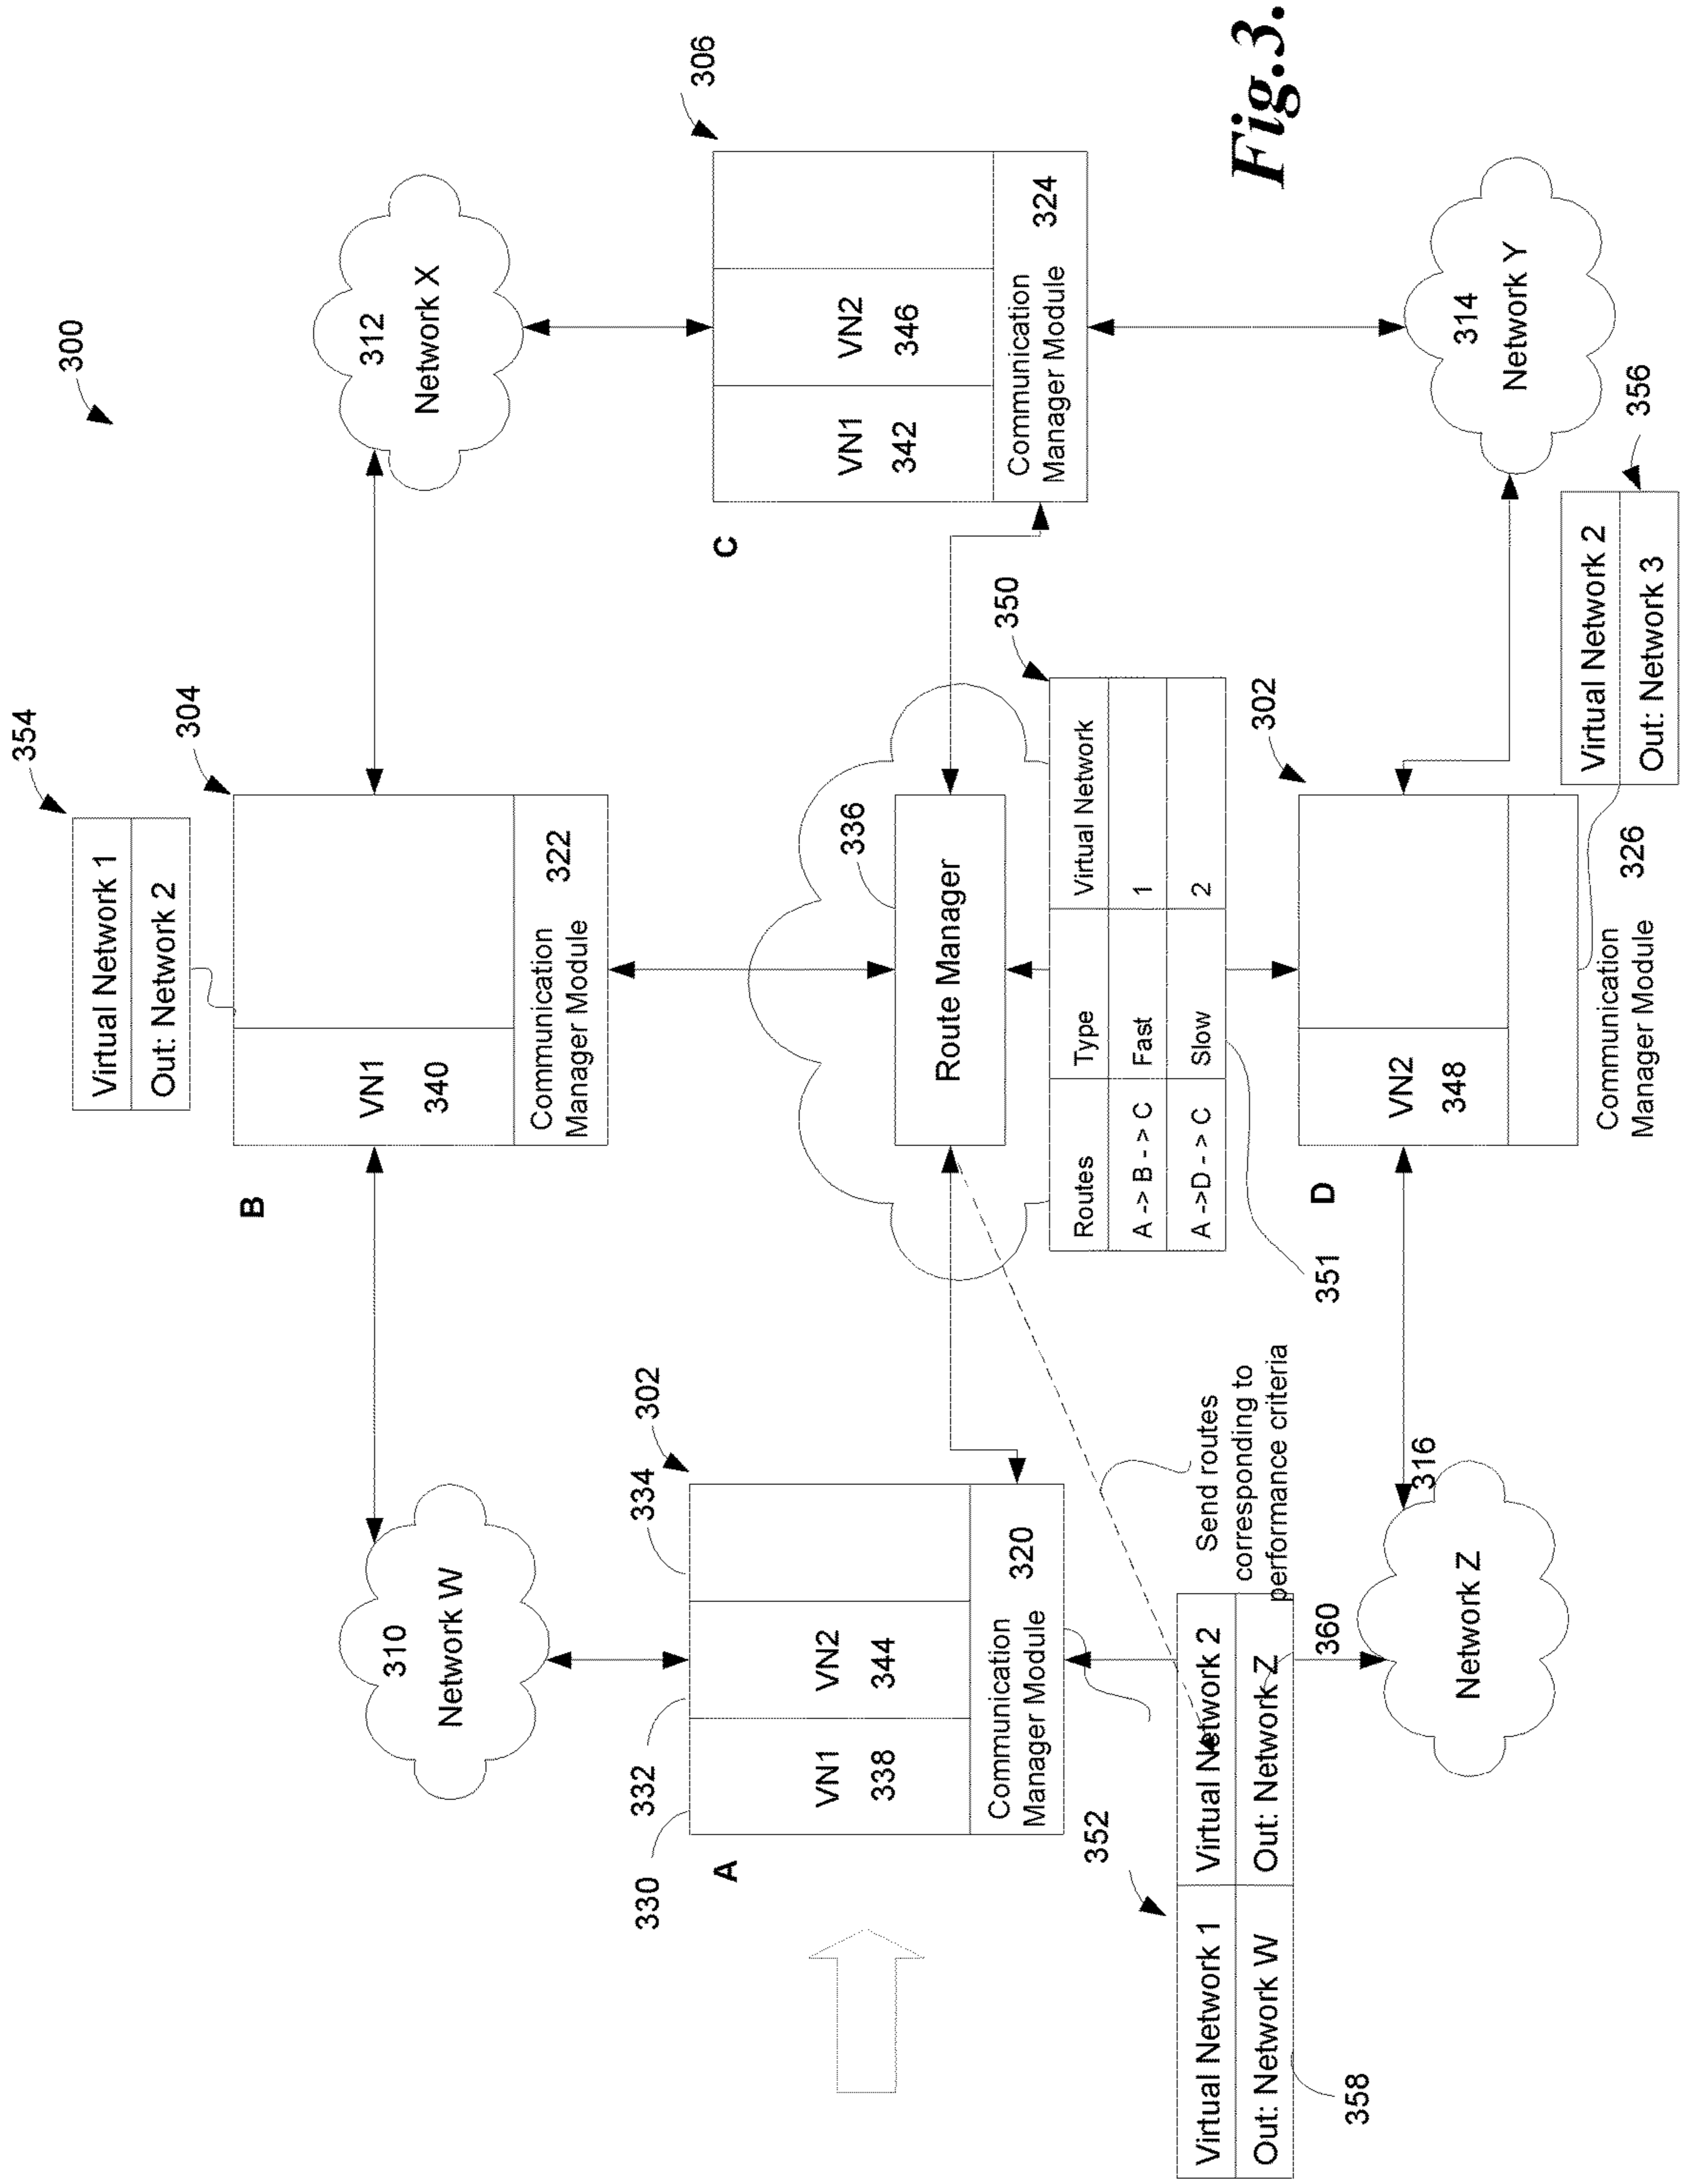 300
354
Virtual Network 1
Out: Network 2
304
B
VN1
340
Communication
Manager Module
322
312
Network X
306
C
VN1
342
VN2
346
Communication
Manager Module
324
310
Network W
302
330
332
334
A
VN1
338
VN2
344
Communication
Manager Module
320
336
Route Manager
350
Routes
Type
Virtual Network
A -> B - > C
Fast
1
A ->D - > C
Slow
2
351
352
Virtual Network 1
Virtual Network 2
Out: Network W
Out: Network Z
358
360
Send routes
corresponding to
performance criteria
316
Network Z
302
D
VN2
348
Communication
Manager Module
326
314
Network Y
356
Virtual Network 2
Out: Network 3
Fig.3.